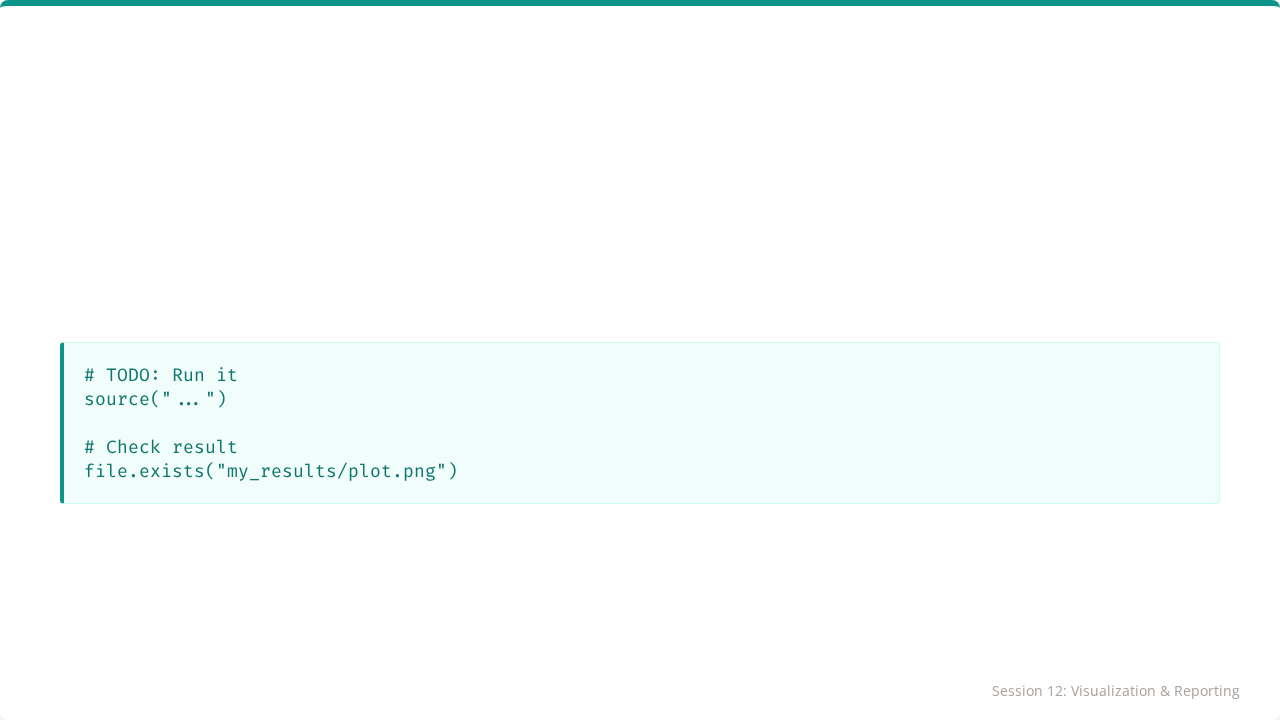 # TODO: Run it
source("...")
# Check result
file.exists("my_results/plot.png")
Session 12: Visualization & Reporting